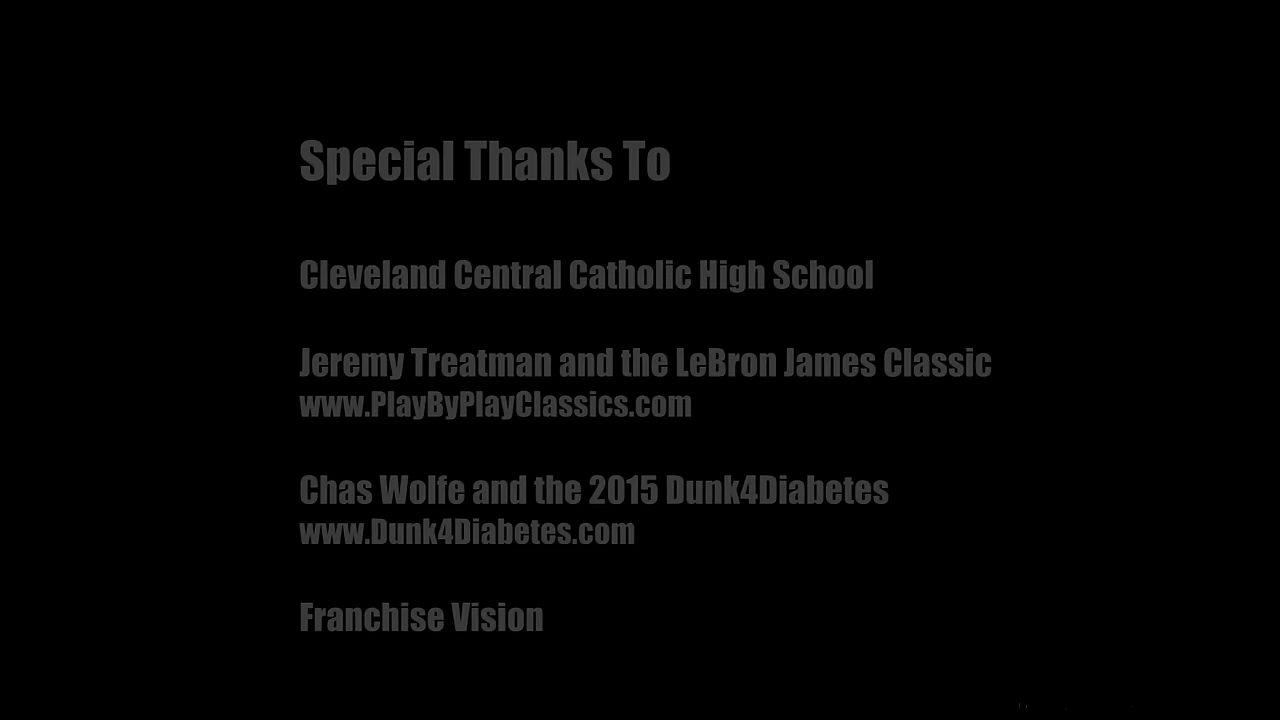 Special Thanks To
Cleveland Central Catholic High School
Jeremy Treatman and the LeBron James Classic
www.PlayByPlayClassics.com
Chas Wolfe and the 2015 Dunk4Diabetes
www.Dunk4Diabetes.com
Franchise Vision